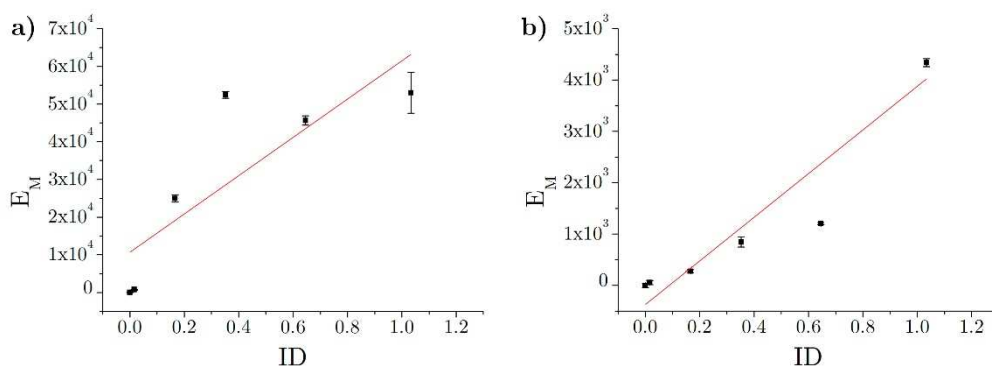 a)
7x10⁴
6x10⁴
5x10⁴
4x10⁴
3x10⁴
2x10⁴
1x10⁴
0
E_M
0.0 0.2 0.4 0.6 0.8 1.0 1.2
ID
b)
5x10³
4x10³
3x10³
2x10³
1x10³
0
E_M
0.0 0.2 0.4 0.6 0.8 1.0 1.2
ID